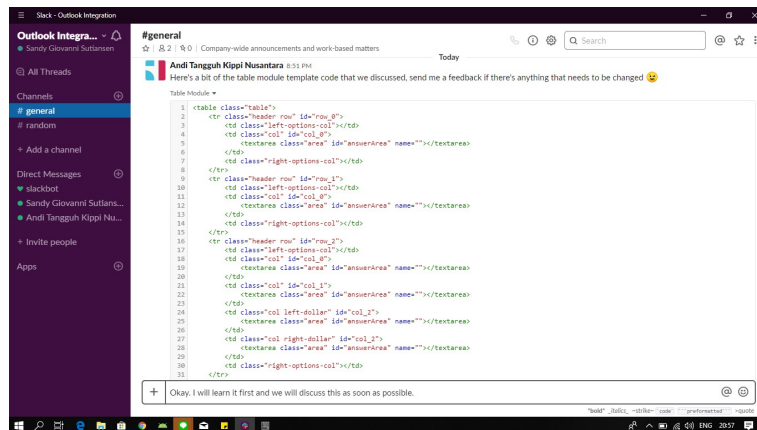 Slack - Outlook Integration
Outlook Integra...
Sandy Giovanni Sutiansen
All Threads
Channels
# general
# random
+ Add a channel
Direct Messages
slackbot
Sandy Giovanni Sutians...
Andi Tangguh Kippi Nu...
+ Invite people
Apps
#general
2 | 0 | Company-wide announcements and work-based matters
Search
Today
Andi Tangguh Kippi Nusantara 8:51 PM
Here's a bit of the table module template code that we discussed, send me a feedback if there's anything that needs to be changed 😉
Table Module
1 <table class="table">
2 <tr class="header row" id="row_0">
3 <td class="left-options-col"></td>
4 <td class="col" id="col_0">
5 <textarea class="area" id="answerArea" name=""></textarea>
6 </td>
7 <td class="right-options-col"></td>
8 </tr>
9 <tr class="header row" id="row_1">
10 <td class="left-options-col"></td>
11 <td class="col" id="col_0">
12 <textarea class="area" id="answerArea" name=""></textarea>
13 </td>
14 <td class="right-options-col"></td>
15 </tr>
16 <tr class="header row" id="row_2">
17 <td class="left-options-col"></td>
18 <td class="col" id="col_0">
19 <textarea class="area" id="answerArea" name=""></textarea>
20 </td>
21 <td class="col" id="col_1">
22 <textarea class="area" id="answerArea" name=""></textarea>
23 </td>
24 <td class="col left-dollar" id="col_2">
25 <textarea class="area" id="answerArea" name=""></textarea>
26 </td>
27 <td class="col right-dollar" id="col_2">
28 <textarea class="area" id="answerArea" name=""></textarea>
29 </td>
30 <td class="right-options-col"></td>
31 </tr>
Okay. I will learn it first and we will discuss this as soon as possible.
*bold* _italics_ ~strike~ `code` ```preformatted``` >quote
ENG 20:57